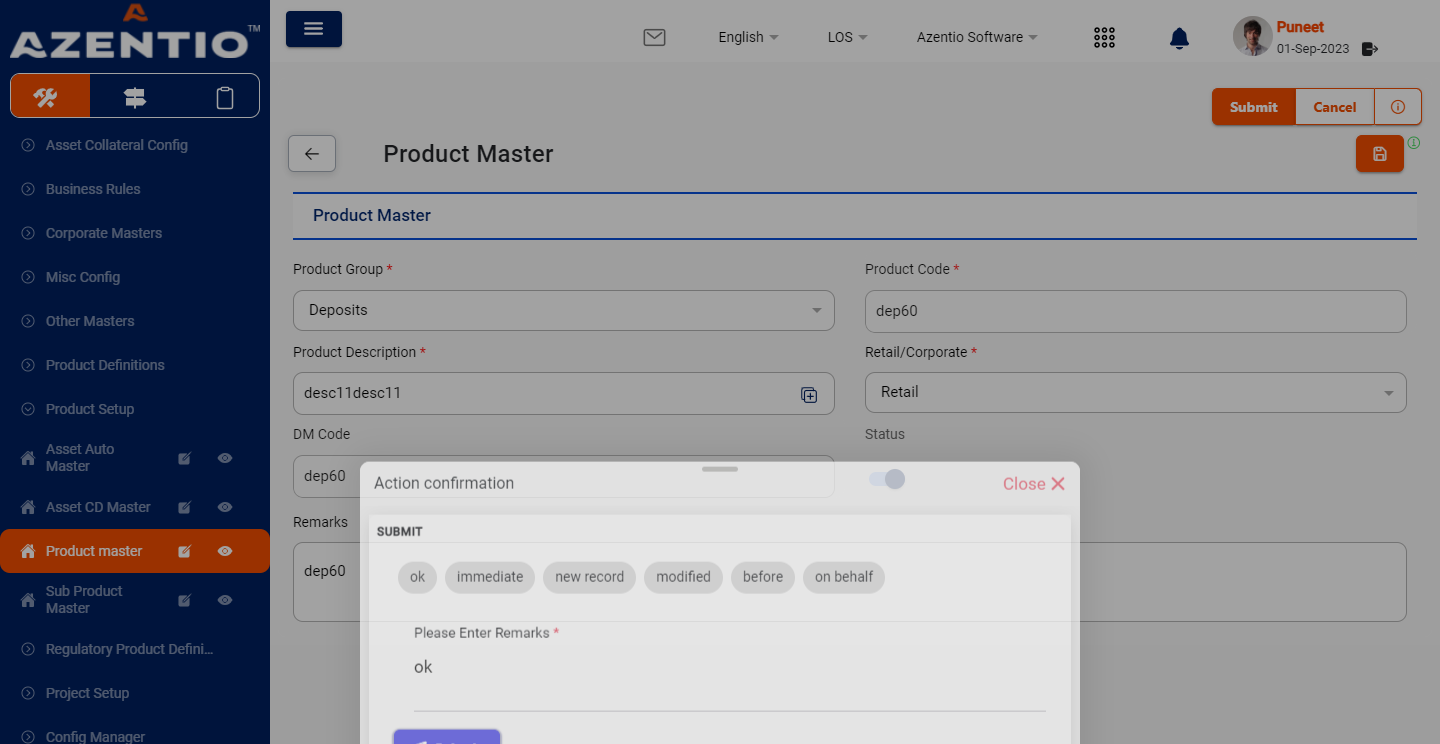 AZENTIO™
English
LOS
Azentio Software
Puneet
01-Sep-2023
Submit
Cancel
Product Master
Asset Collateral Config
Business Rules
Corporate Masters
Misc Config
Other Masters
Product Definitions
Product Setup
Asset Auto
Master
Asset CD Master
Product master
Sub Product
Master
Regulatory Product Defini...
Project Setup
Config Manager
Product Master
Product Group *
Deposits
Product Code *
dep60
Product Description *
desc11desc11
Retail/Corporate *
Retail
DM Code
dep60
Status
Remarks
dep60
Action confirmation
Close
SUBMIT
ok
immediate
new record
modified
before
on behalf
Please Enter Remarks *
ok